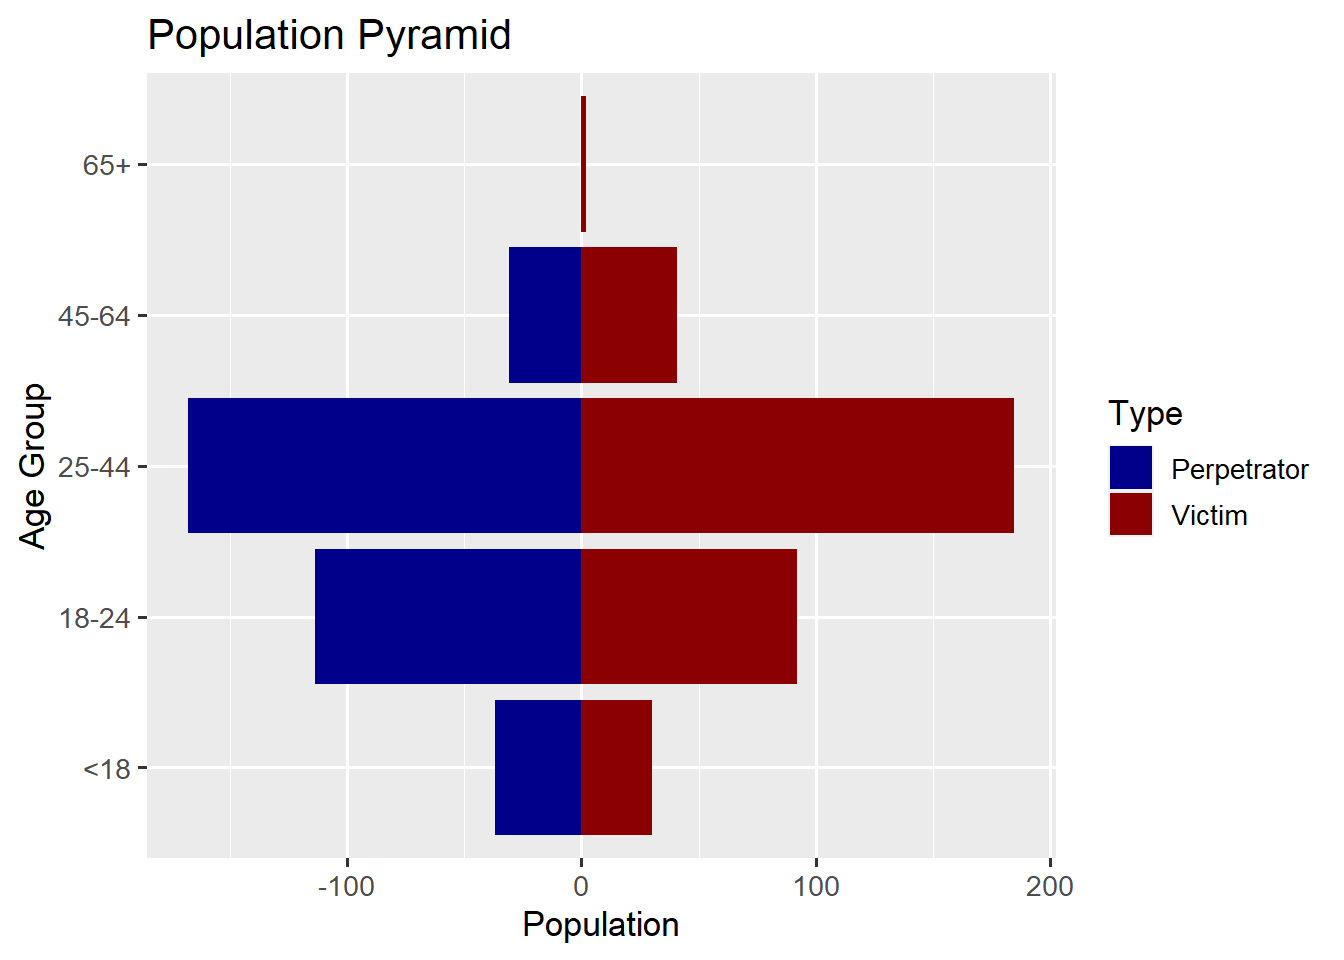 Population Pyramid
65+
45-64
25-44
18-24
<18
Age Group
-100
0
100
200
Population
Type
Perpetrator
Victim